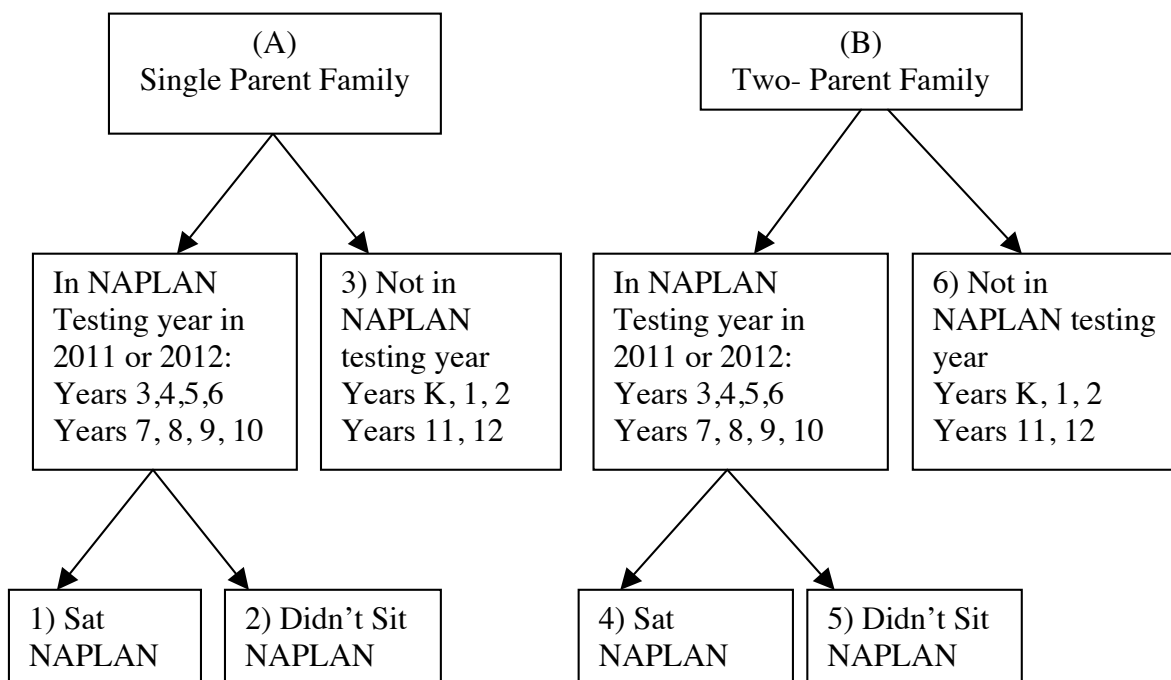 (A)
Single Parent Family
(B)
Two- Parent Family
In NAPLAN
Testing year in
2011 or 2012:
Years 3,4,5,6
Years 7, 8, 9, 10
3) Not in
NAPLAN
testing year
Years K, 1, 2
Years 11, 12
In NAPLAN
Testing year in
2011 or 2012:
Years 3,4,5,6
Years 7, 8, 9, 10
6) Not in
NAPLAN testing
year
Years K, 1, 2
Years 11, 12
1) Sat
NAPLAN
2) Didn’t Sit
NAPLAN
4) Sat
NAPLAN
5) Didn’t Sit
NAPLAN